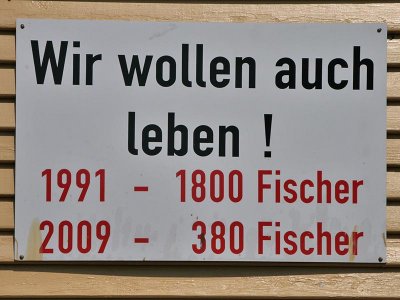 Wir wollen auch
leben !
1991 - 1800 Fischer
2009 - 380 Fischer